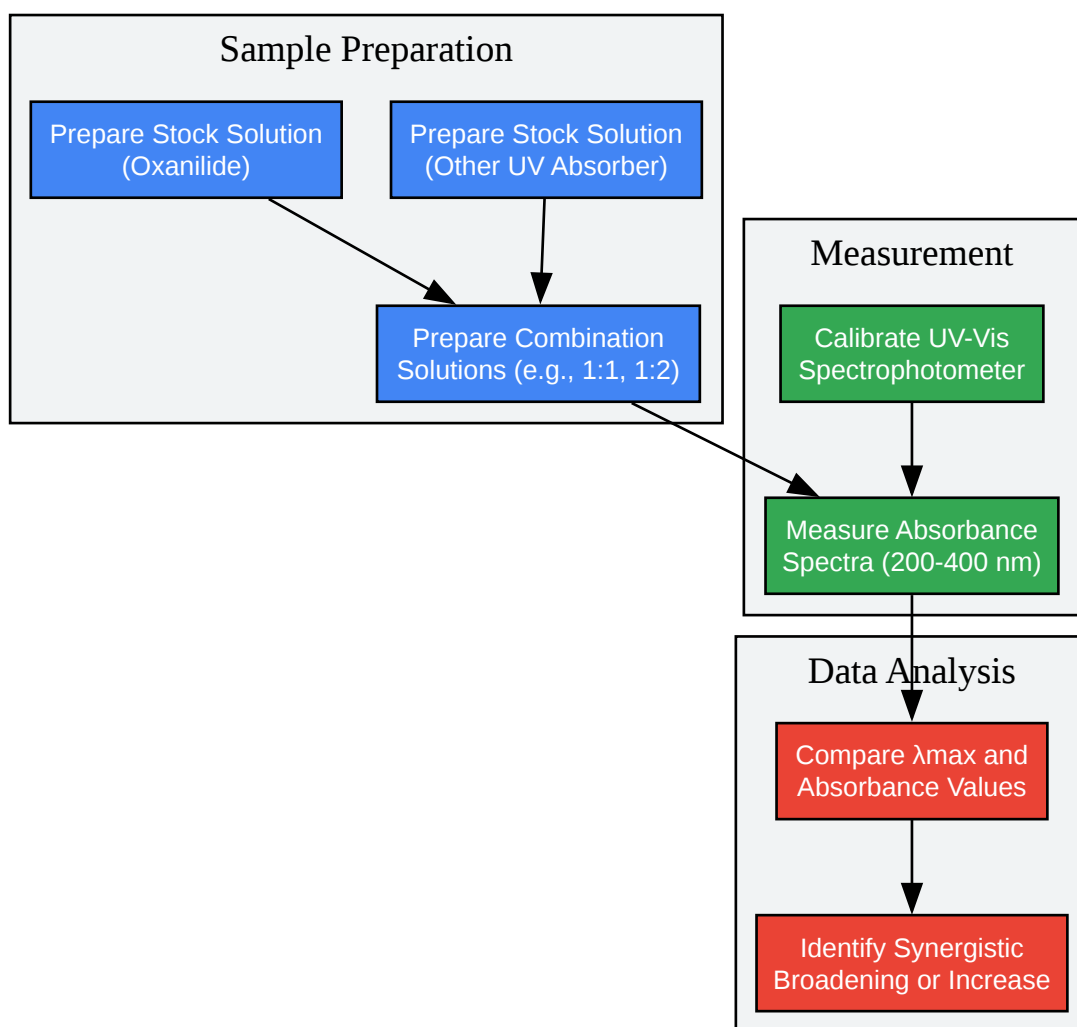 Sample Preparation
Prepare Stock Solution
(Oxanilide)
Prepare Stock Solution
(Other UV Absorber)
Prepare Combination
Solutions (e.g., 1:1, 1:2)
Measurement
Calibrate UV-Vis
Spectrophotometer
Measure Absorbance
Spectra (200-400 nm)
Data Analysis
Compare λmax and
Absorbance Values
Identify Synergistic
Broadening or Increase